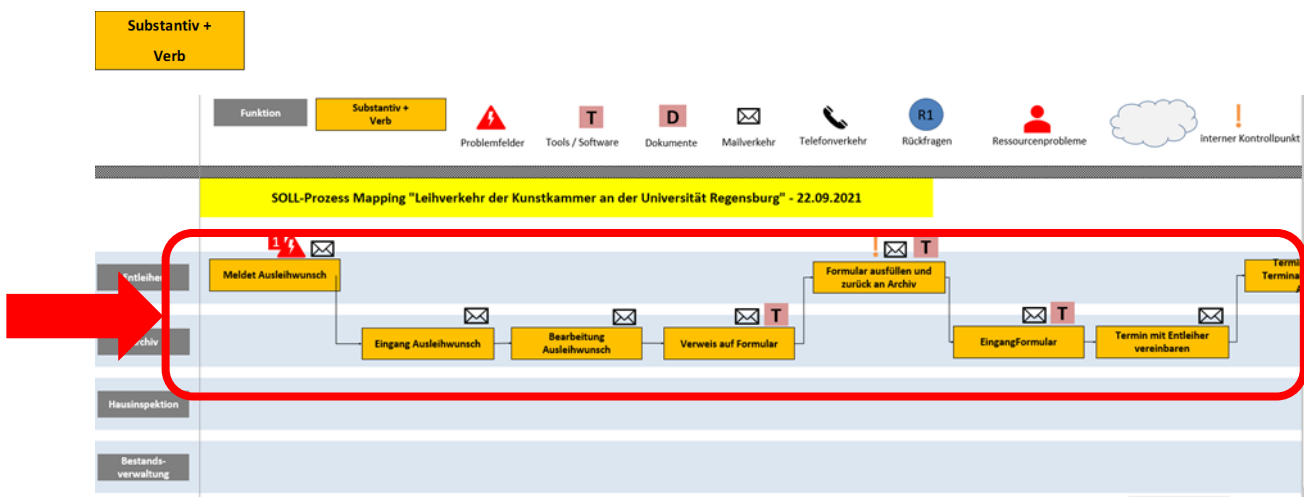 Substantiv +
Verb
Funktion
Substantiv +
Verb
Problemfelder
T
Tools / Software
D
Dokumente
Mailverkehr
Telefonverkehr
R1
Rückfragen
Ressourcenprobleme
interner Kontrollpunkt
SOLL-Prozess Mapping "Leihverkehr der Kunstkammer an der Universität Regensburg" - 22.09.2021
1
T
Meldet Ausleihwunsch
Formular ausfüllen und
zurück an Archiv
T
T
Eingang Ausleihwunsch
Bearbeitung
Ausleihwunsch
Verweis auf Formular
EingangFormular
Termin mit Entleiher
vereinbaren
Hausinspektion
Bestands-
verwaltung